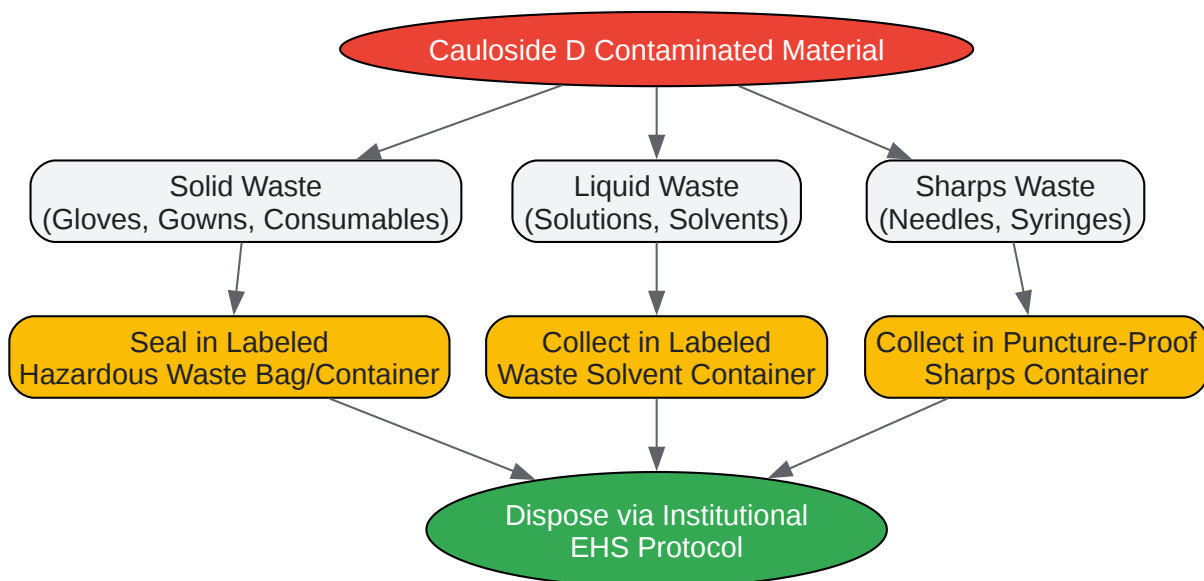 Cauloside D Contaminated Material
Solid Waste
(Gloves, Gowns, Consumables)
Liquid Waste
(Solutions, Solvents)
Sharps Waste
(Needles, Syringes)
Seal in Labeled
Hazardous Waste Bag/Container
Collect in Labeled
Waste Solvent Container
Collect in Puncture-Proof
Sharps Container
Dispose via Institutional
EHS Protocol